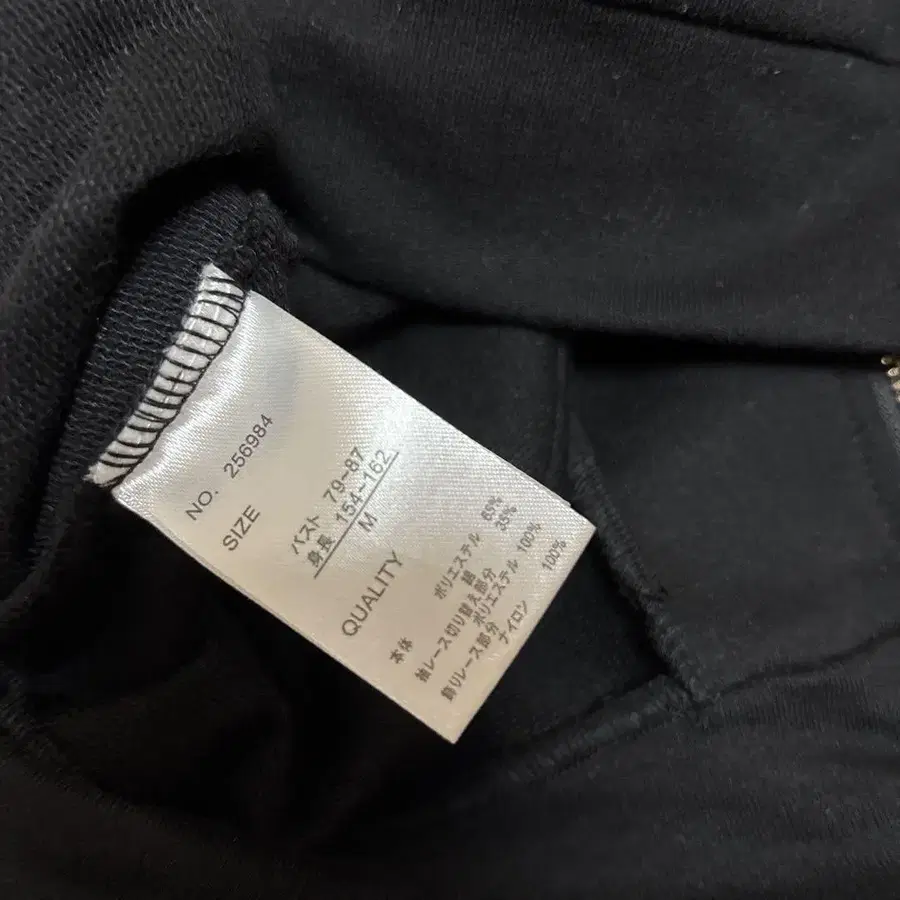 NO. 256984
SIZE
バスト 79~87
身長 154~162
M
QUALITY
本体
ポリエステル 65%
綿 35%
袖レース切り替え部分
ポリエステル 100%
飾りレース部分
ナイロン 100%